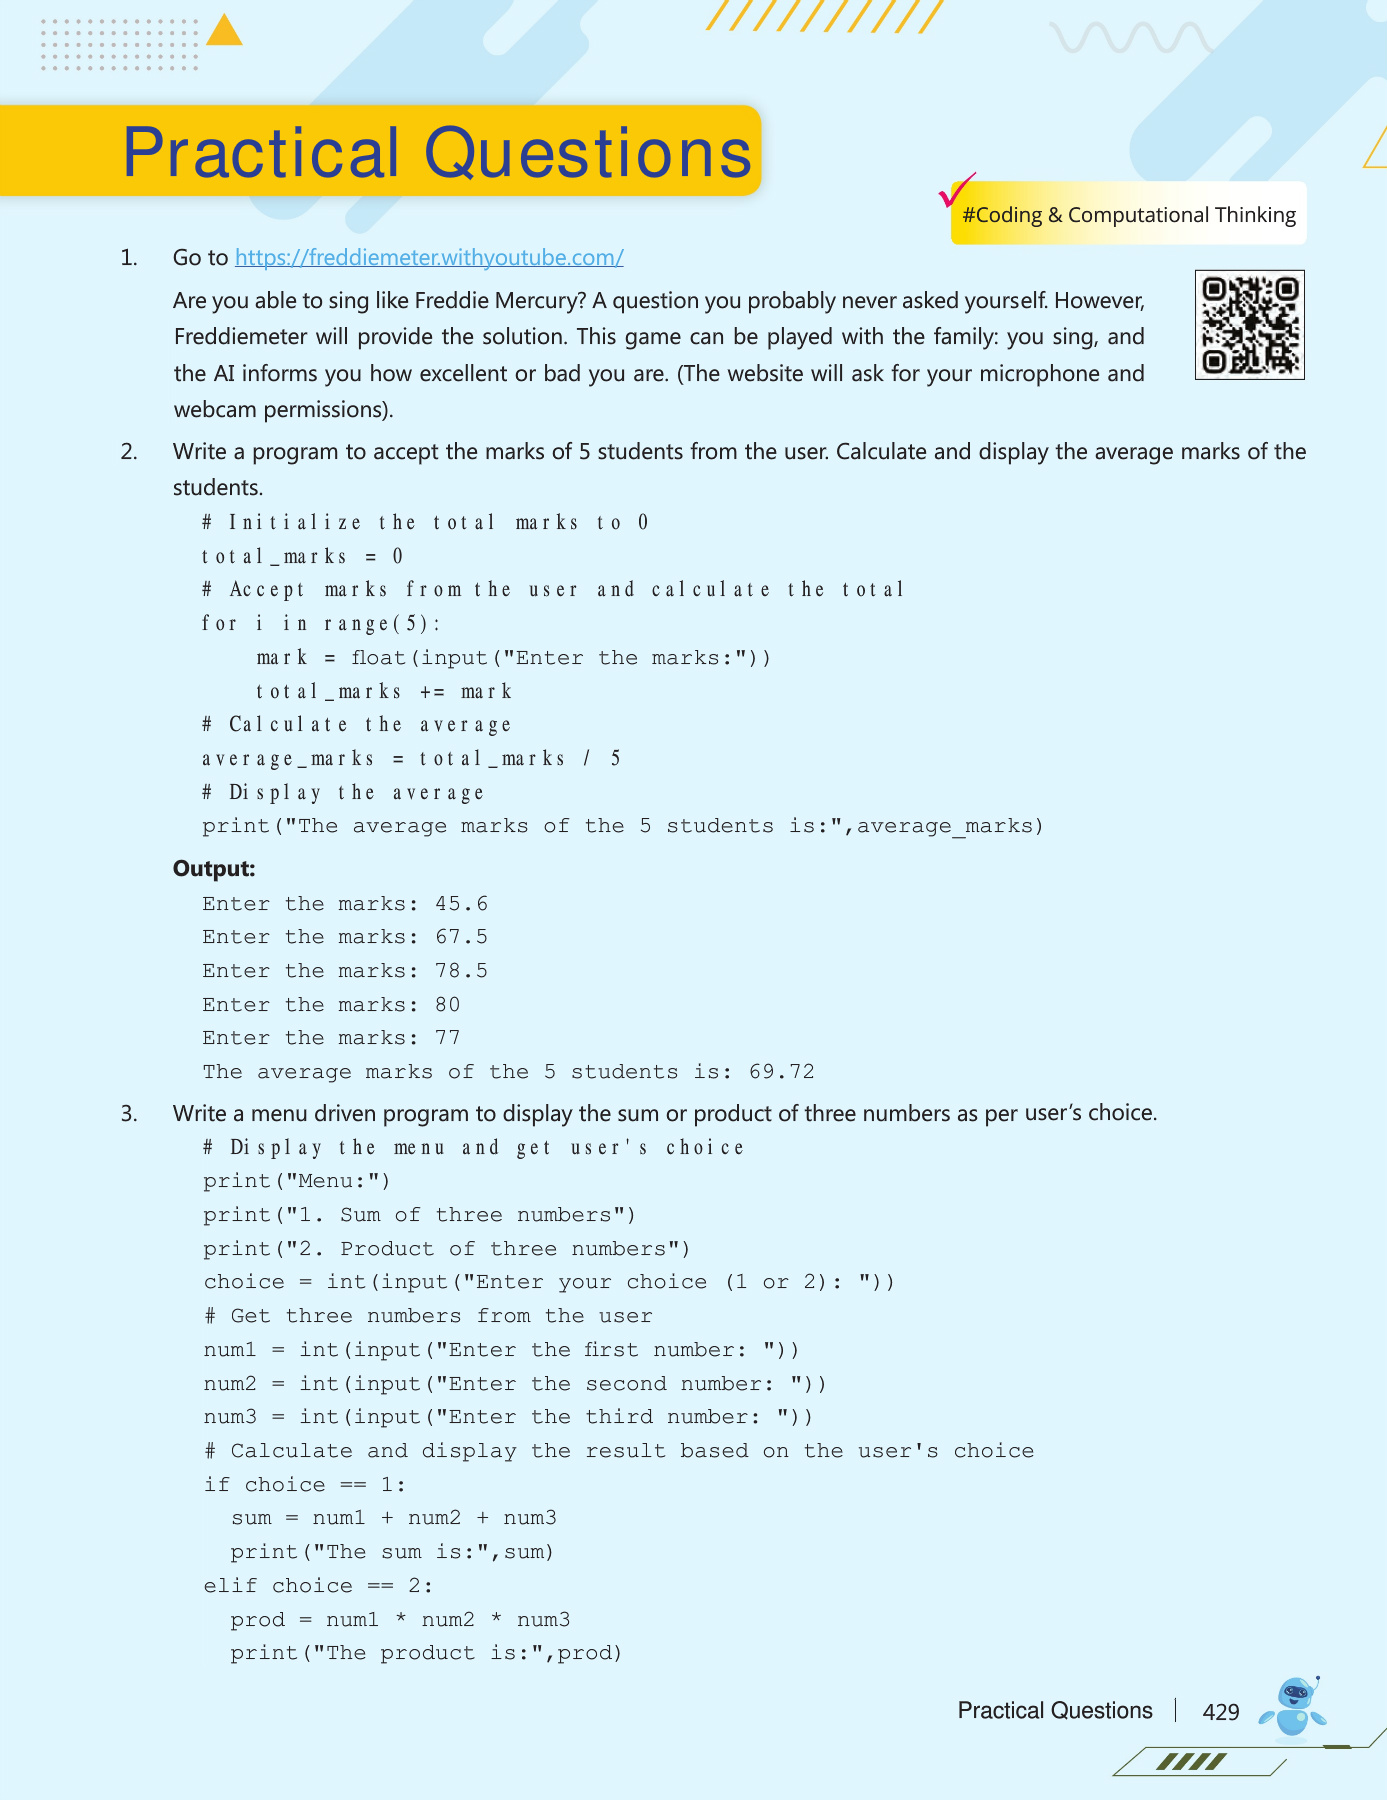 Practical Questions
#Coding & Computational Thinking
1. Go to https://freddiemeter.withyoutube.com/
Are you able to sing like Freddie Mercury? A question you probably never asked yourself. However,
Freddiemeter will provide the solution. This game can be played with the family: you sing, and
the AI informs you how excellent or bad you are. (The website will ask for your microphone and
webcam permissions).
2. Write a program to accept the marks of 5 students from the user. Calculate and display the average marks of the
students.
# Initialize the total marks to 0
total_marks = 0
# Accept marks from the user and calculate the total
for i in range(5):
    mark = float(input("Enter the marks:"))
    total_marks += mark
# Calculate the average
average_marks = total_marks / 5
# Display the average
print("The average marks of the 5 students is:",average_marks)
Output:
Enter the marks: 45.6
Enter the marks: 67.5
Enter the marks: 78.5
Enter the marks: 80
Enter the marks: 77
The average marks of the 5 students is: 69.72
3. Write a menu driven program to display the sum or product of three numbers as per user's choice.
# Display the menu and get user's choice
print("Menu:")
print("1. Sum of three numbers")
print("2. Product of three numbers")
choice = int(input("Enter your choice (1 or 2): "))
# Get three numbers from the user
num1 = int(input("Enter the first number: "))
num2 = int(input("Enter the second number: "))
num3 = int(input("Enter the third number: "))
# Calculate and display the result based on the user's choice
if choice == 1:
  sum = num1 + num2 + num3
  print("The sum is:",sum)
elif choice == 2:
  prod = num1 * num2 * num3
  print("The product is:",prod)
Practical Questions 429